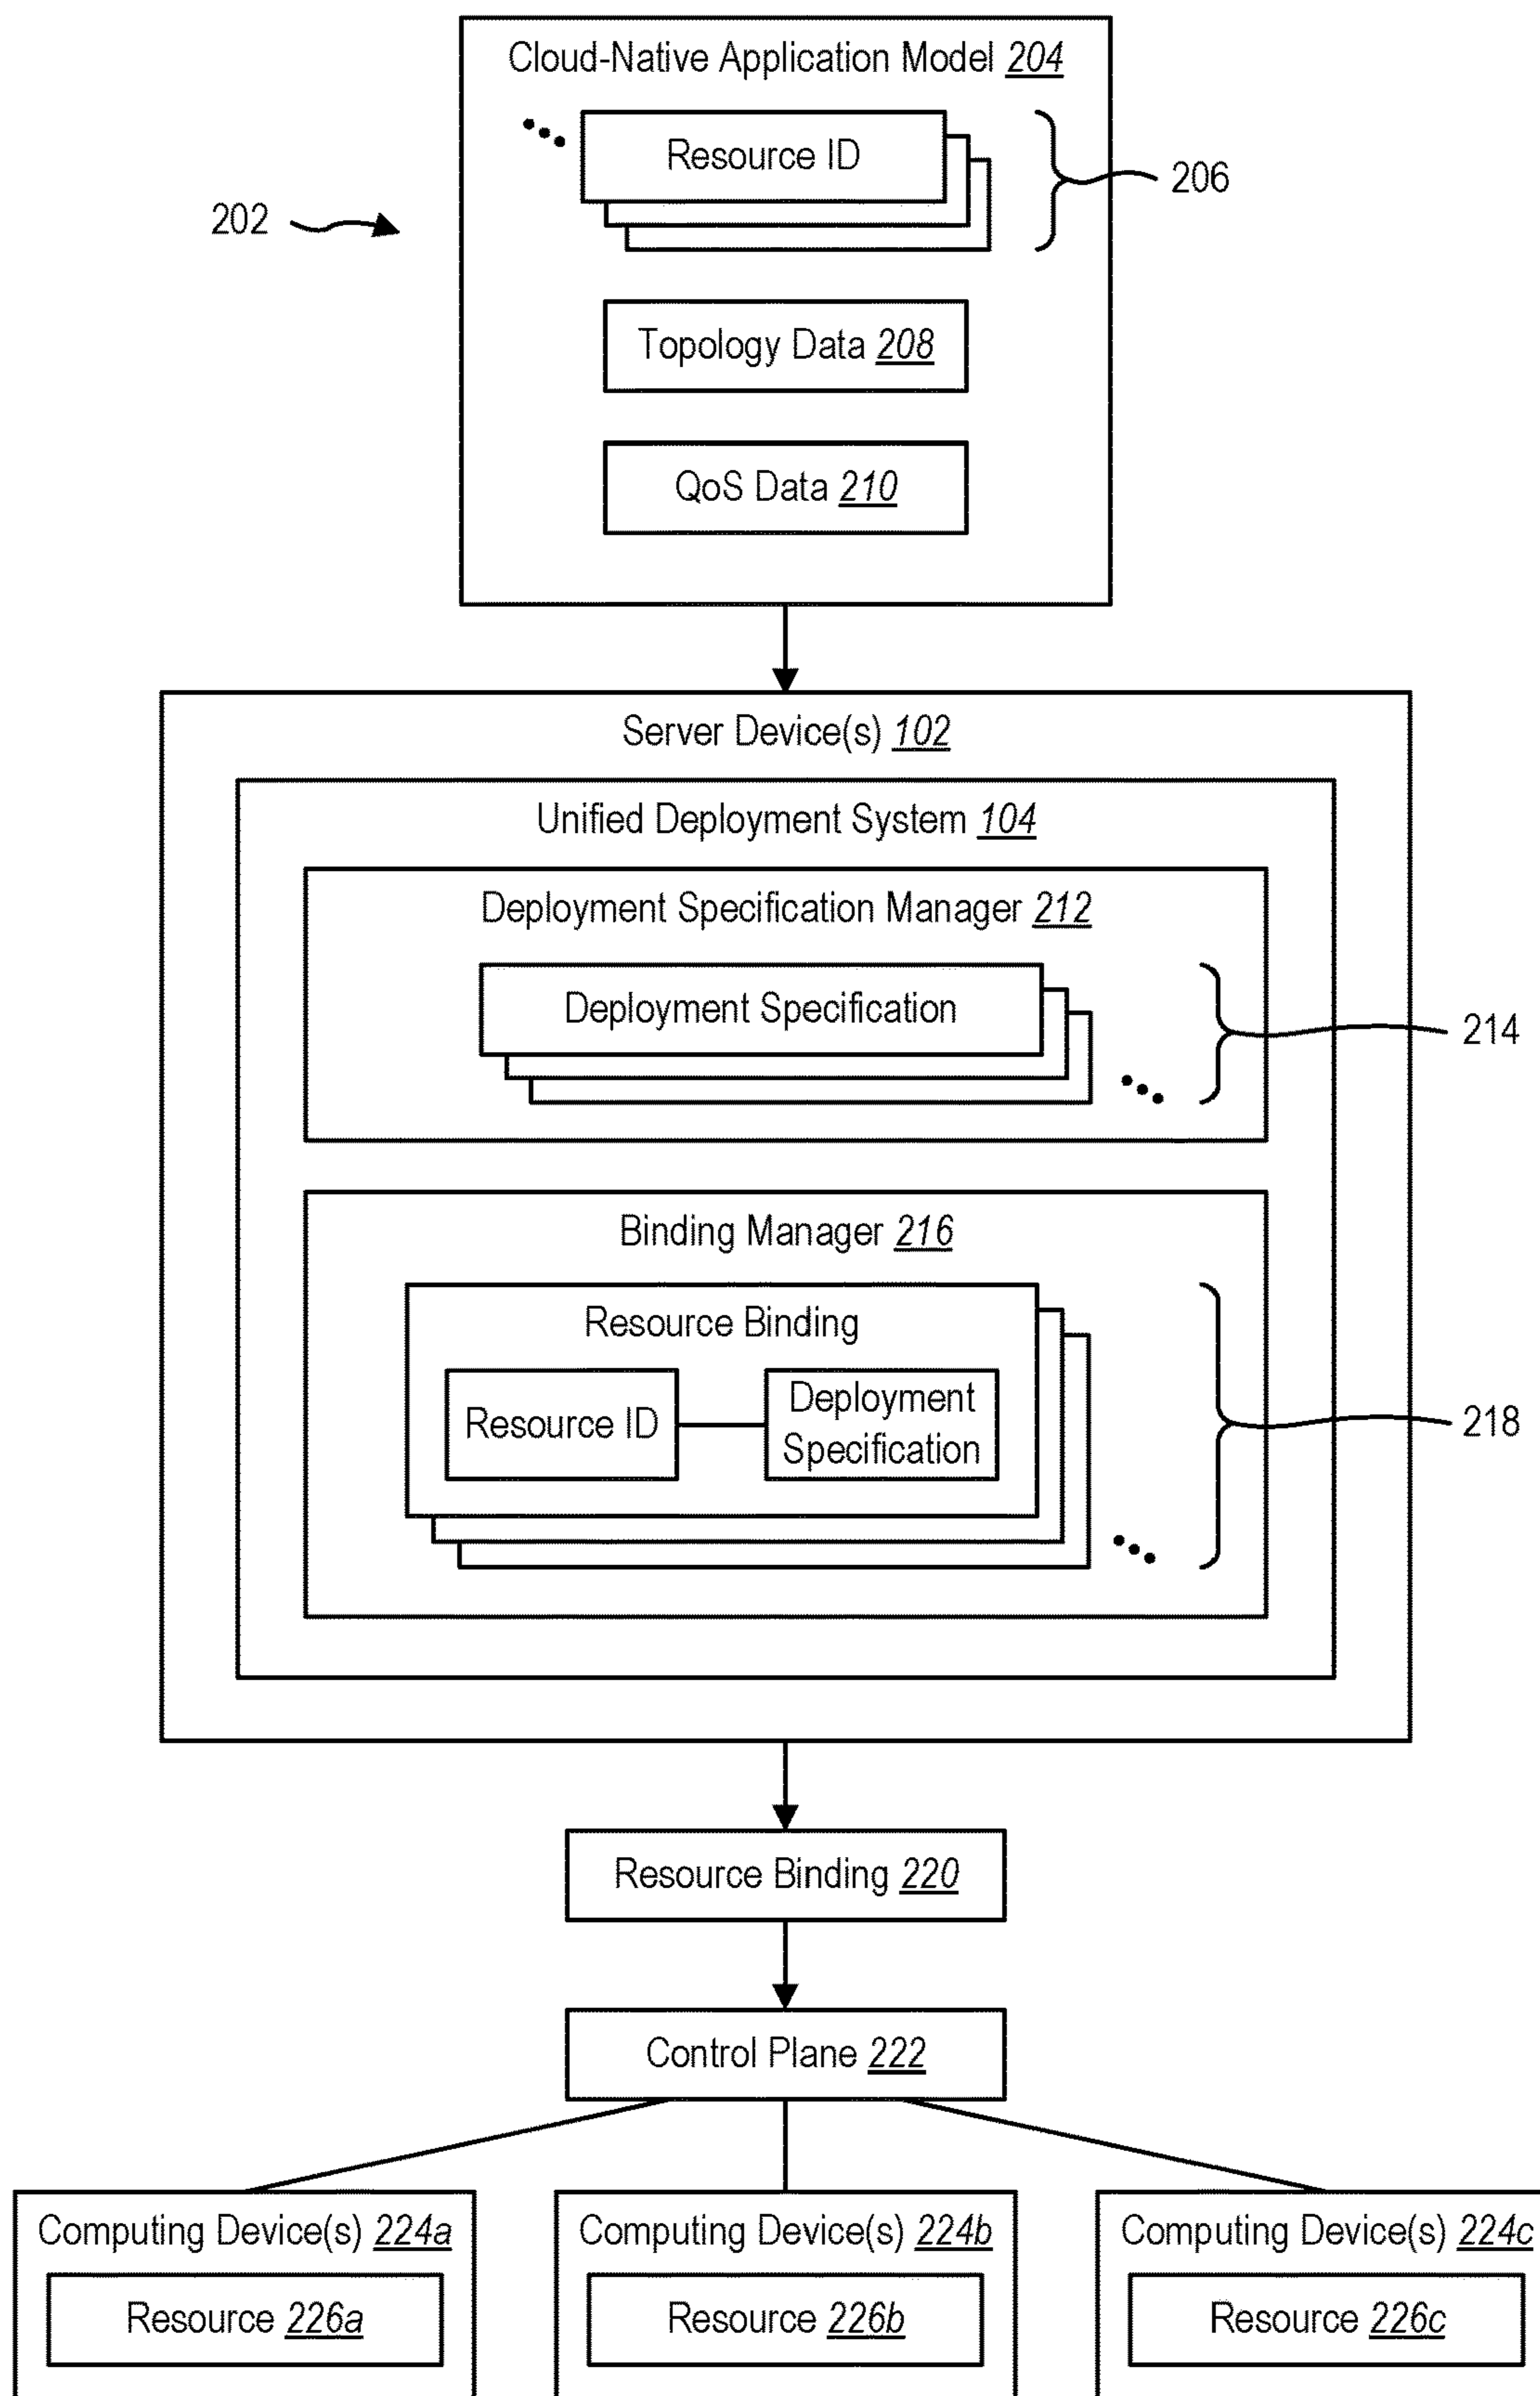 Cloud-Native Application Model 204
Resource ID
206
202
Topology Data 208
QoS Data 210
Server Device(s) 102
Unified Deployment System 104
Deployment Specification Manager 212
Deployment Specification
214
Binding Manager 216
Resource Binding
Resource ID
Deployment
Specification
218
Resource Binding 220
Control Plane 222
Computing Device(s) 224a
Resource 226a
Computing Device(s) 224b
Resource 226b
Computing Device(s) 224c
Resource 226c